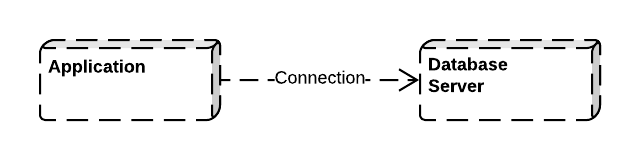 Application
Connection
Database
Server